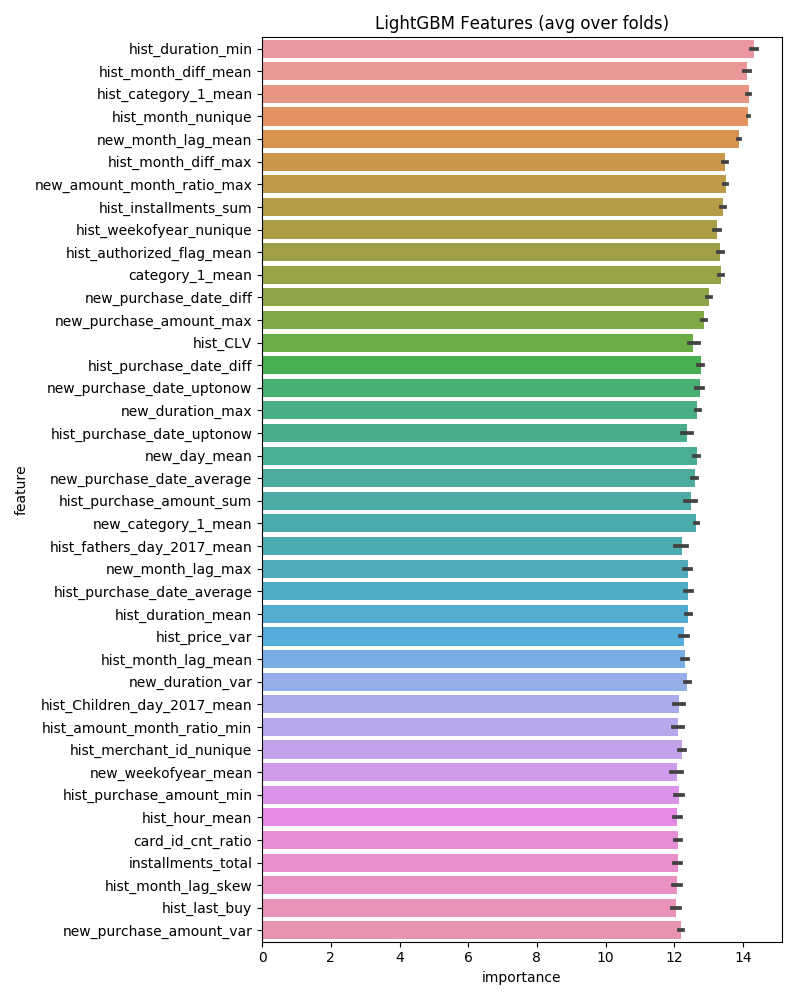 LightGBM Features (avg over folds)
hist_duration_min
hist_month_diff_mean
hist_category_1_mean
hist_month_nunique
new_month_lag_mean
hist_month_diff_max
new_amount_month_ratio_max
hist_installments_sum
hist_weekofyear_nunique
hist_authorized_flag_mean
category_1_mean
new_purchase_date_diff
new_purchase_amount_max
hist_CLV
hist_purchase_date_diff
new_purchase_date_uptonow
new_duration_max
hist_purchase_date_uptonow
new_day_mean
new_purchase_date_average
hist_purchase_amount_sum
new_category_1_mean
hist_fathers_day_2017_mean
new_month_lag_max
hist_purchase_date_average
hist_duration_mean
hist_price_var
hist_month_lag_mean
new_duration_var
hist_Children_day_2017_mean
hist_amount_month_ratio_min
hist_merchant_id_nunique
new_weekofyear_mean
hist_purchase_amount_min
hist_hour_mean
card_id_cnt_ratio
installments_total
hist_month_lag_skew
hist_last_buy
new_purchase_amount_var
feature
0 2 4 6 8 10 12 14
importance